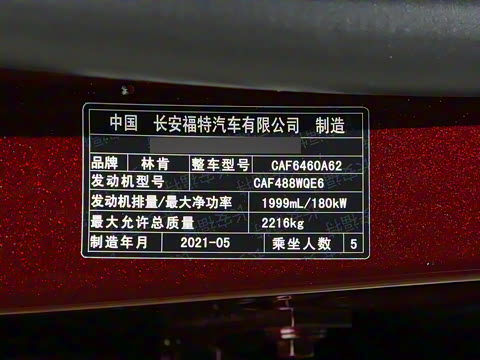 中国 长安福特汽车有限公司 制造
品牌 林肯 整车型号 CAF6460A62
发动机型号 CAF488WQE6
发动机排量/最大净功率 1999mL/180kW
最大允许总质量 2216kg
制造年月 2021-05 乘坐人数 5